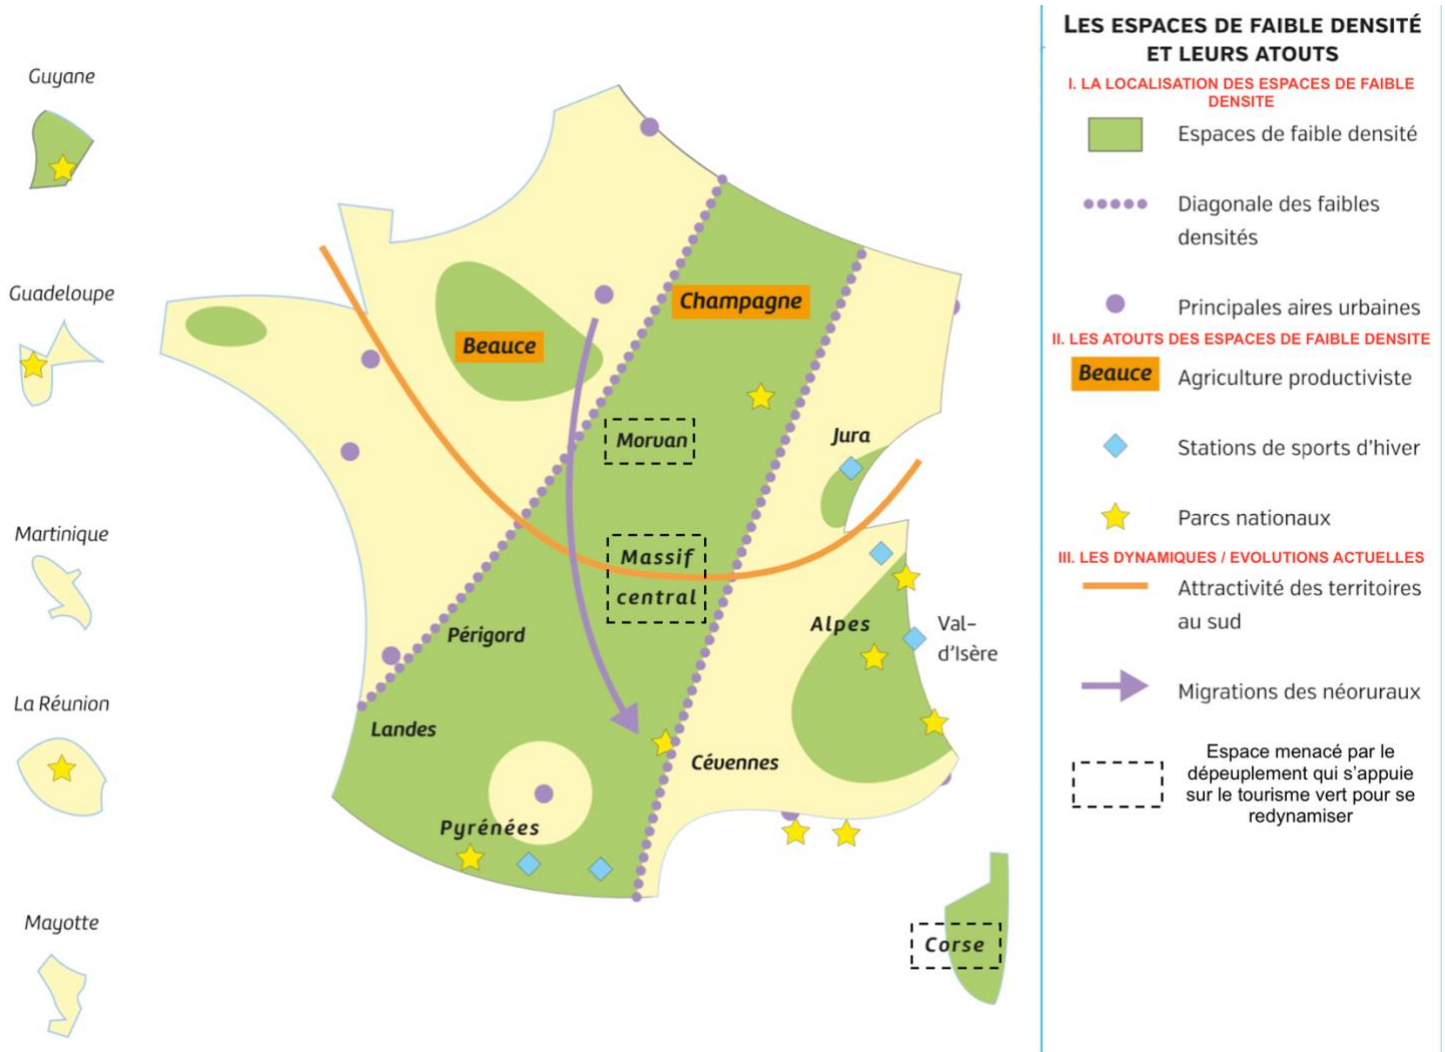 Guyane
Guadeloupe
Martinique
La Réunion
Mayotte
Champagne
Beauce
Morvan
Jura
Massif
central
Périgord
Alpes
Val-
d'Isère
Landes
Cévennes
Pyrénées
Corse
LES ESPACES DE FAIBLE DENSITÉ
ET LEURS ATOUTS
I. LA LOCALISATION DES ESPACES DE FAIBLE
DENSITE
Espaces de faible densité
Diagonale des faibles
densités
Principales aires urbaines
II. LES ATOUTS DES ESPACES DE FAIBLE DENSITE
Beauce
Agriculture productiviste
Stations de sports d'hiver
Parcs nationaux
III. LES DYNAMIQUES / EVOLUTIONS ACTUELLES
Attractivité des territoires
au sud
Migrations des néoruraux
Espace menacé par le
dépeuplement qui s'appuie
sur le tourisme vert pour se
redynamiser